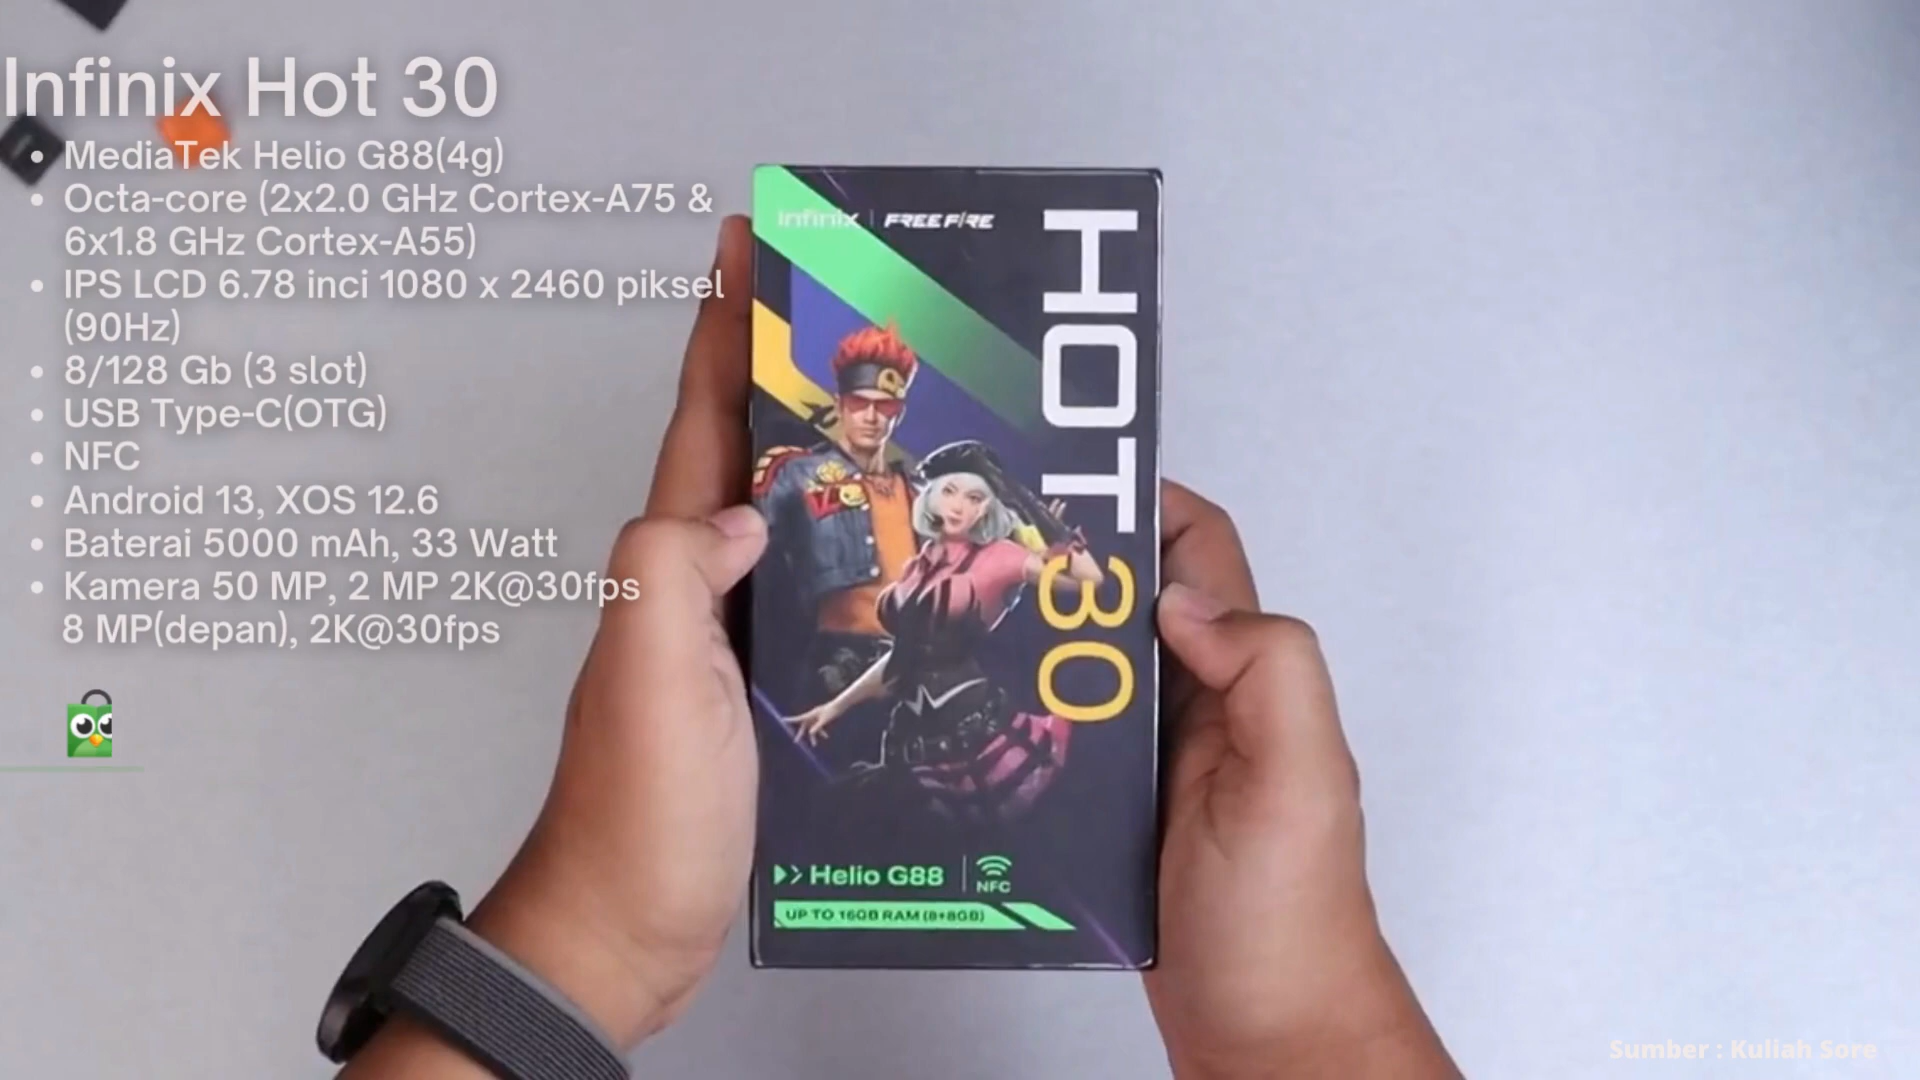 Infinix Hot 30
• MediaTek Helio G88(4g)
• Octa-core (2x2.0 GHz Cortex-A75 &
6x1.8 GHz Cortex-A55)
• IPS LCD 6.78 inci 1080 x 2460 piksel
(90Hz)
• 8/128 Gb (3 slot)
• USB Type-C(OTG)
• NFC
• Android 13, XOS 12.6
• Baterai 5000 mAh, 33 Watt
• Kamera 50 MP, 2 MP 2K@30fps
8 MP(depan), 2K@30fps
Infinix | FREE FIRE
HOT 30
Helio G88 | NFC
UP TO 16GB RAM (8+8GB)
Sumber : Kuliah Sore